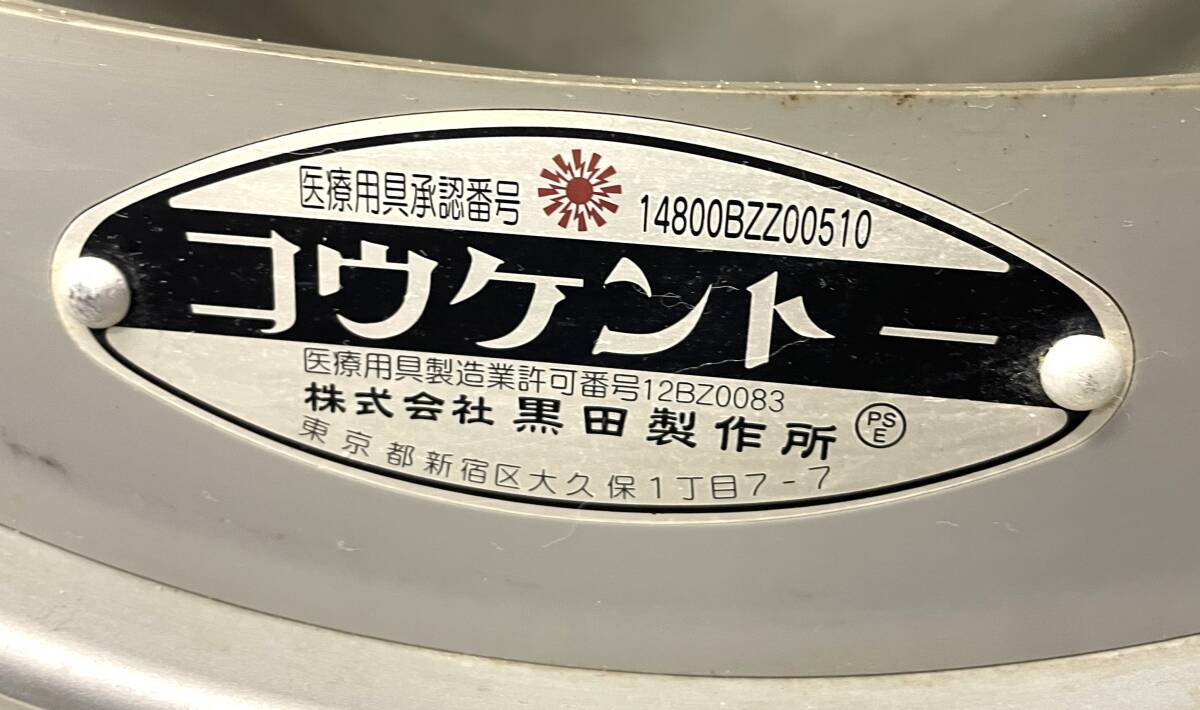 医療用具承認番号 14800BZZ00510
コウケントー
医療用具製造業許可番号12BZ0083
株式会社 黒田製作所
PS
E
東京都新宿区大久保1丁目7-7